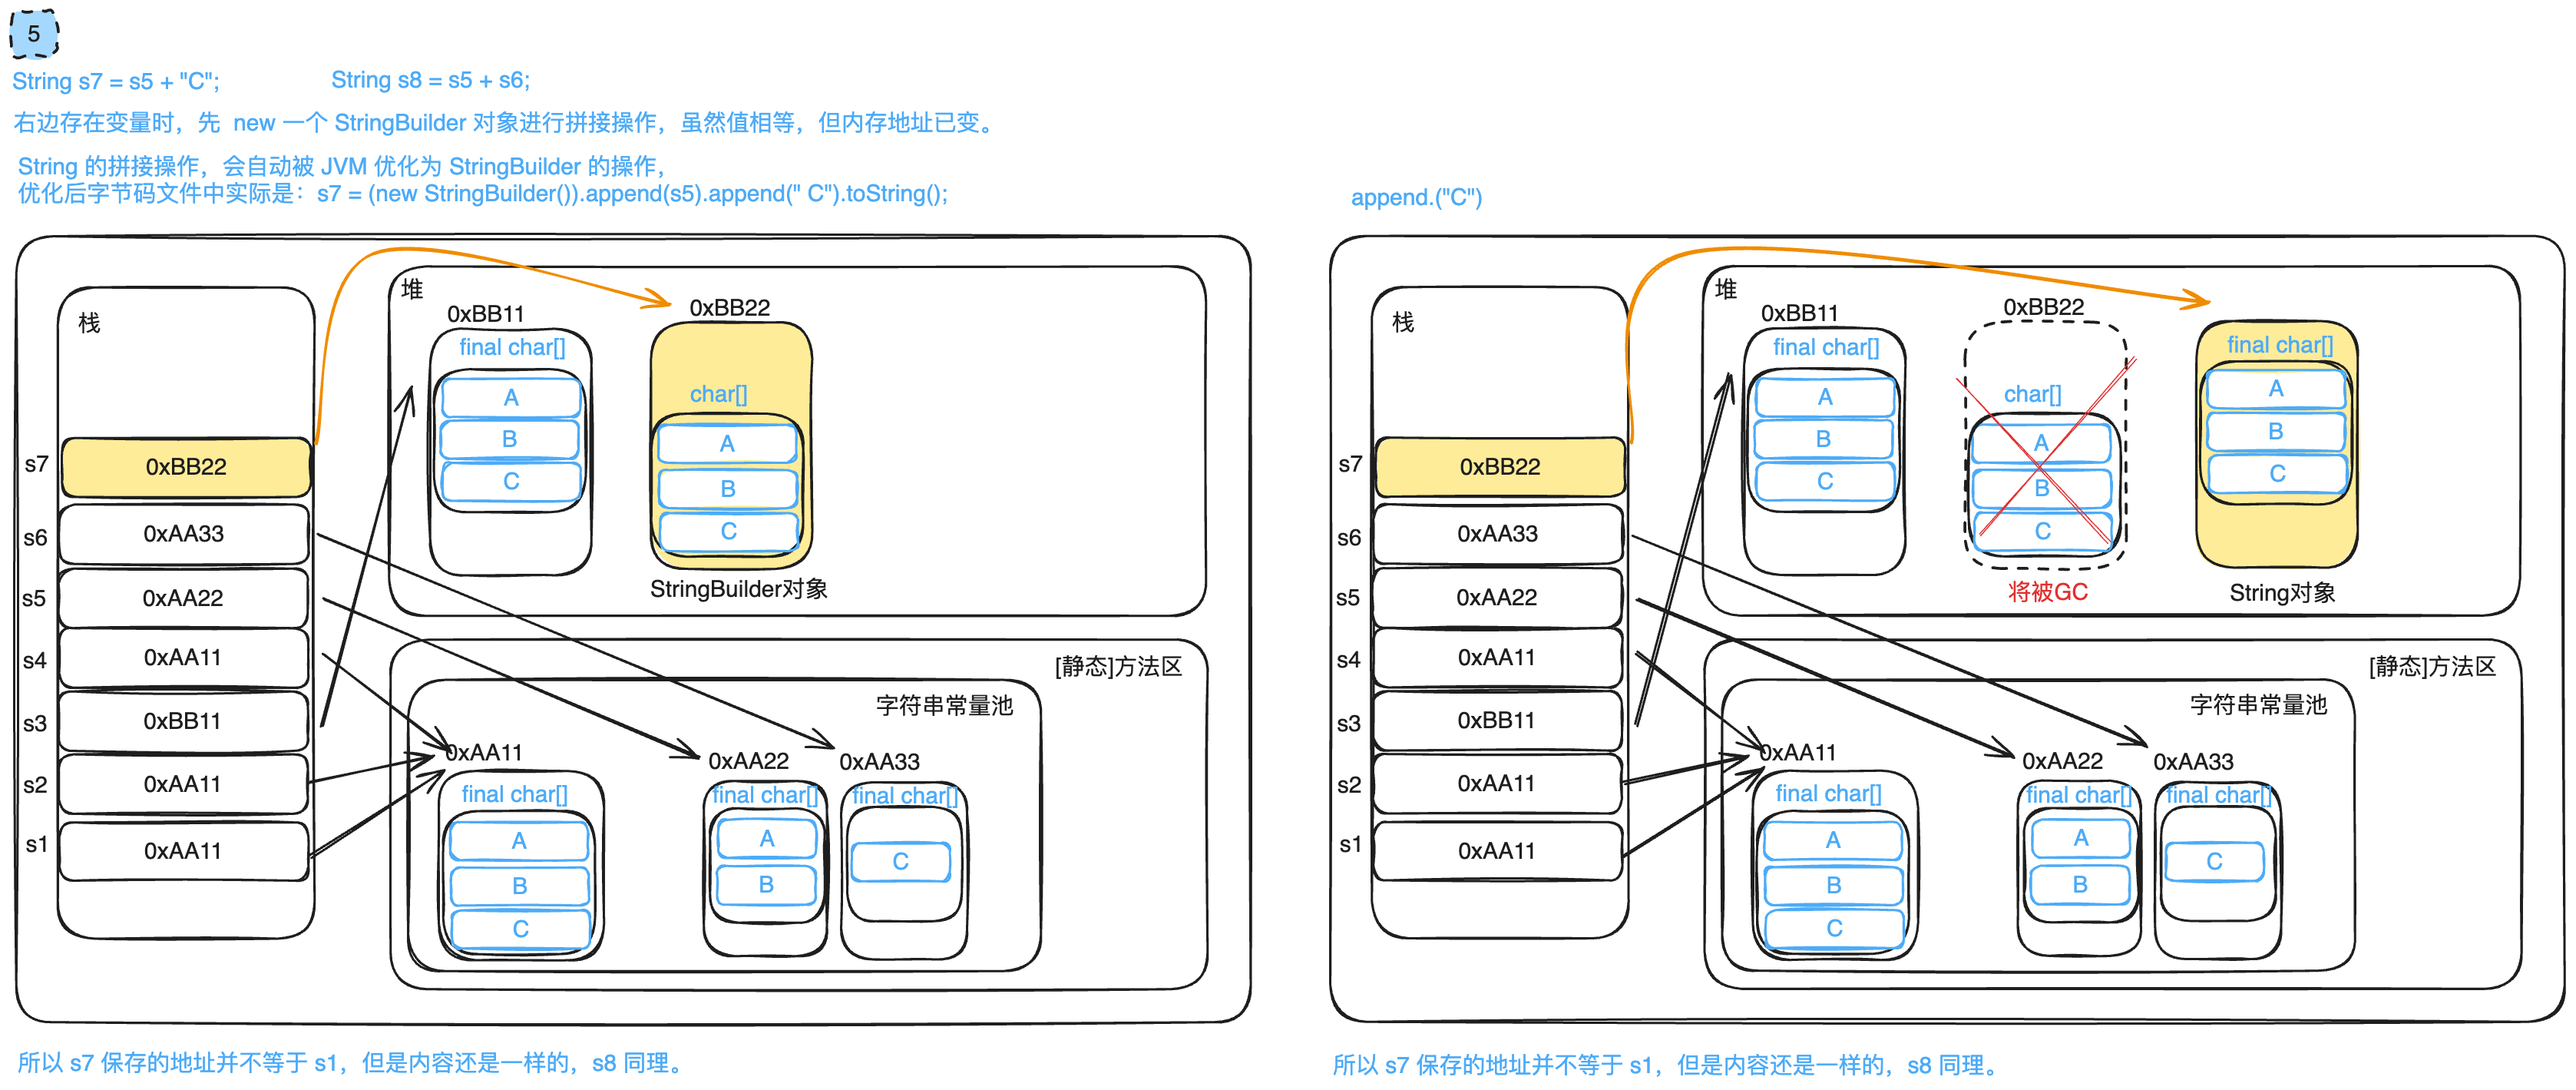 5
String s7 = s5 + "C";
String s8 = s5 + s6;
右边存在变量时，先 new 一个 StringBuilder 对象进行拼接操作，虽然值相等，但内存地址已变。
String 的拼接操作，会自动被 JVM 优化为 StringBuilder 的操作，
优化后字节码文件中实际是：s7 = (new StringBuilder()).append(s5).append(" C").toString();
栈
s7
0xBB22
s6
0xAA33
s5
0xAA22
s4
0xAA11
s3
0xBB11
s2
0xAA11
s1
0xAA11
堆
0xBB11
final char[]
A
B
C
0xBB22
char[]
A
B
C
StringBuilder对象
[静态]方法区
字符串常量池
0xAA11
final char[]
A
B
C
0xAA22
final char[]
A
B
0xAA33
final char[]
C
所以 s7 保存的地址并不等于 s1，但是内容还是一样的，s8 同理。
append.("C")
栈
s7
0xBB22
s6
0xAA33
s5
0xAA22
s4
0xAA11
s3
0xBB11
s2
0xAA11
s1
0xAA11
堆
0xBB11
final char[]
A
B
C
0xBB22
char[]
A
B
C
将被GC
final char[]
A
B
C
String对象
[静态]方法区
字符串常量池
0xAA11
final char[]
A
B
C
0xAA22
final char[]
A
B
0xAA33
final char[]
C
所以 s7 保存的地址并不等于 s1，但是内容还是一样的，s8 同理。